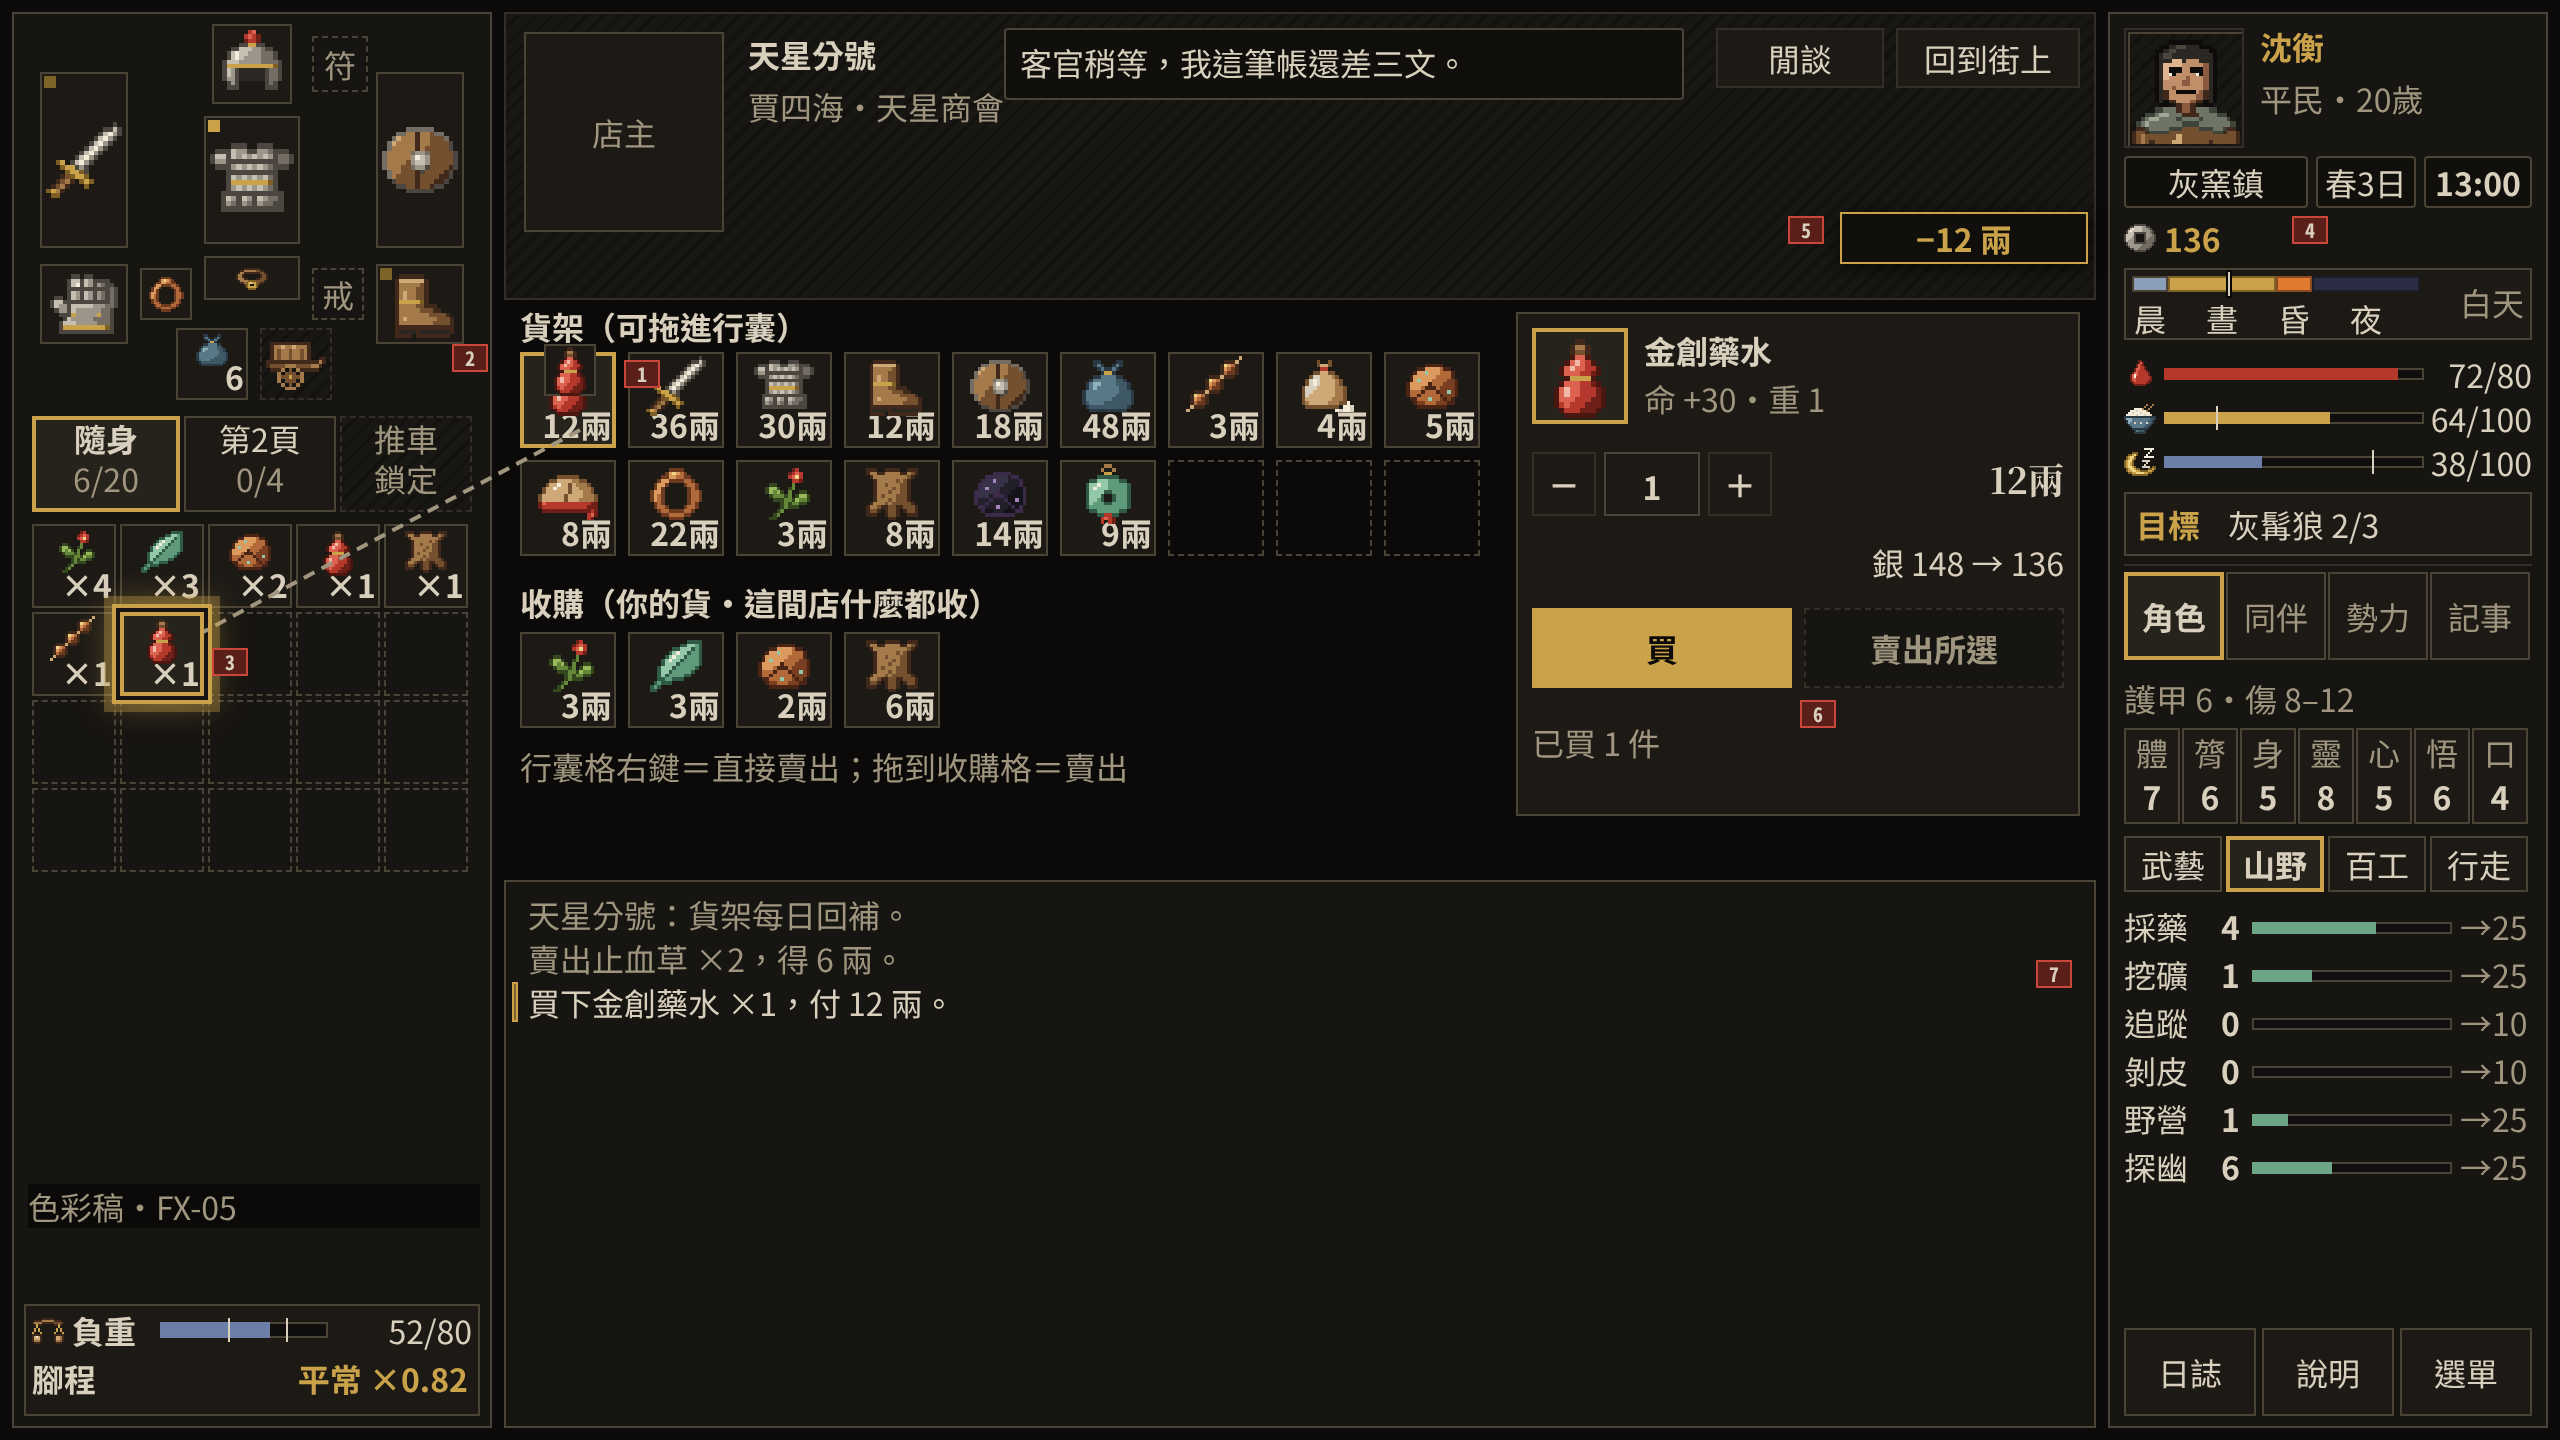 符
戒
6
2
隨身
6/20
第2頁
0/4
推車
鎖定
×4
×3
×2
×1
×1
×1
×1
3
色彩稿・FX-05
負重
52/80
腳程
平常 ×0.82
店主
天星分號
賈四海・天星商會
客官稍等，我這筆帳還差三文。
閒談
回到街上
5
−12 兩
貨架（可拖進行囊）
1
12兩
36兩
30兩
12兩
18兩
48兩
3兩
4兩
5兩
8兩
22兩
3兩
8兩
14兩
9兩
收購（你的貨・這間店什麼都收）
3兩
3兩
2兩
6兩
行囊格右鍵＝直接賣出；拖到收購格＝賣出
金創藥水
命 +30・重 1
−
1
+
12兩
銀 148 → 136
買
賣出所選
6
已買 1 件
天星分號：貨架每日回補。
賣出止血草 ×2，得 6 兩。
買下金創藥水 ×1，付 12 兩。
7
沈衡
平民・20歲
灰窯鎮
春3日
13:00
136
4
晨
晝
昏
夜
白天
72/80
64/100
38/100
目標 灰髯狼 2/3
角色
同伴
勢力
記事
護甲 6・傷 8–12
體
膂
身
靈
心
悟
口
7
6
5
8
5
6
4
武藝
山野
百工
行走
採藥 4 →25
挖礦 1 →25
追蹤 0 →10
剝皮 0 →10
野營 1 →25
探幽 6 →25
日誌
說明
選單